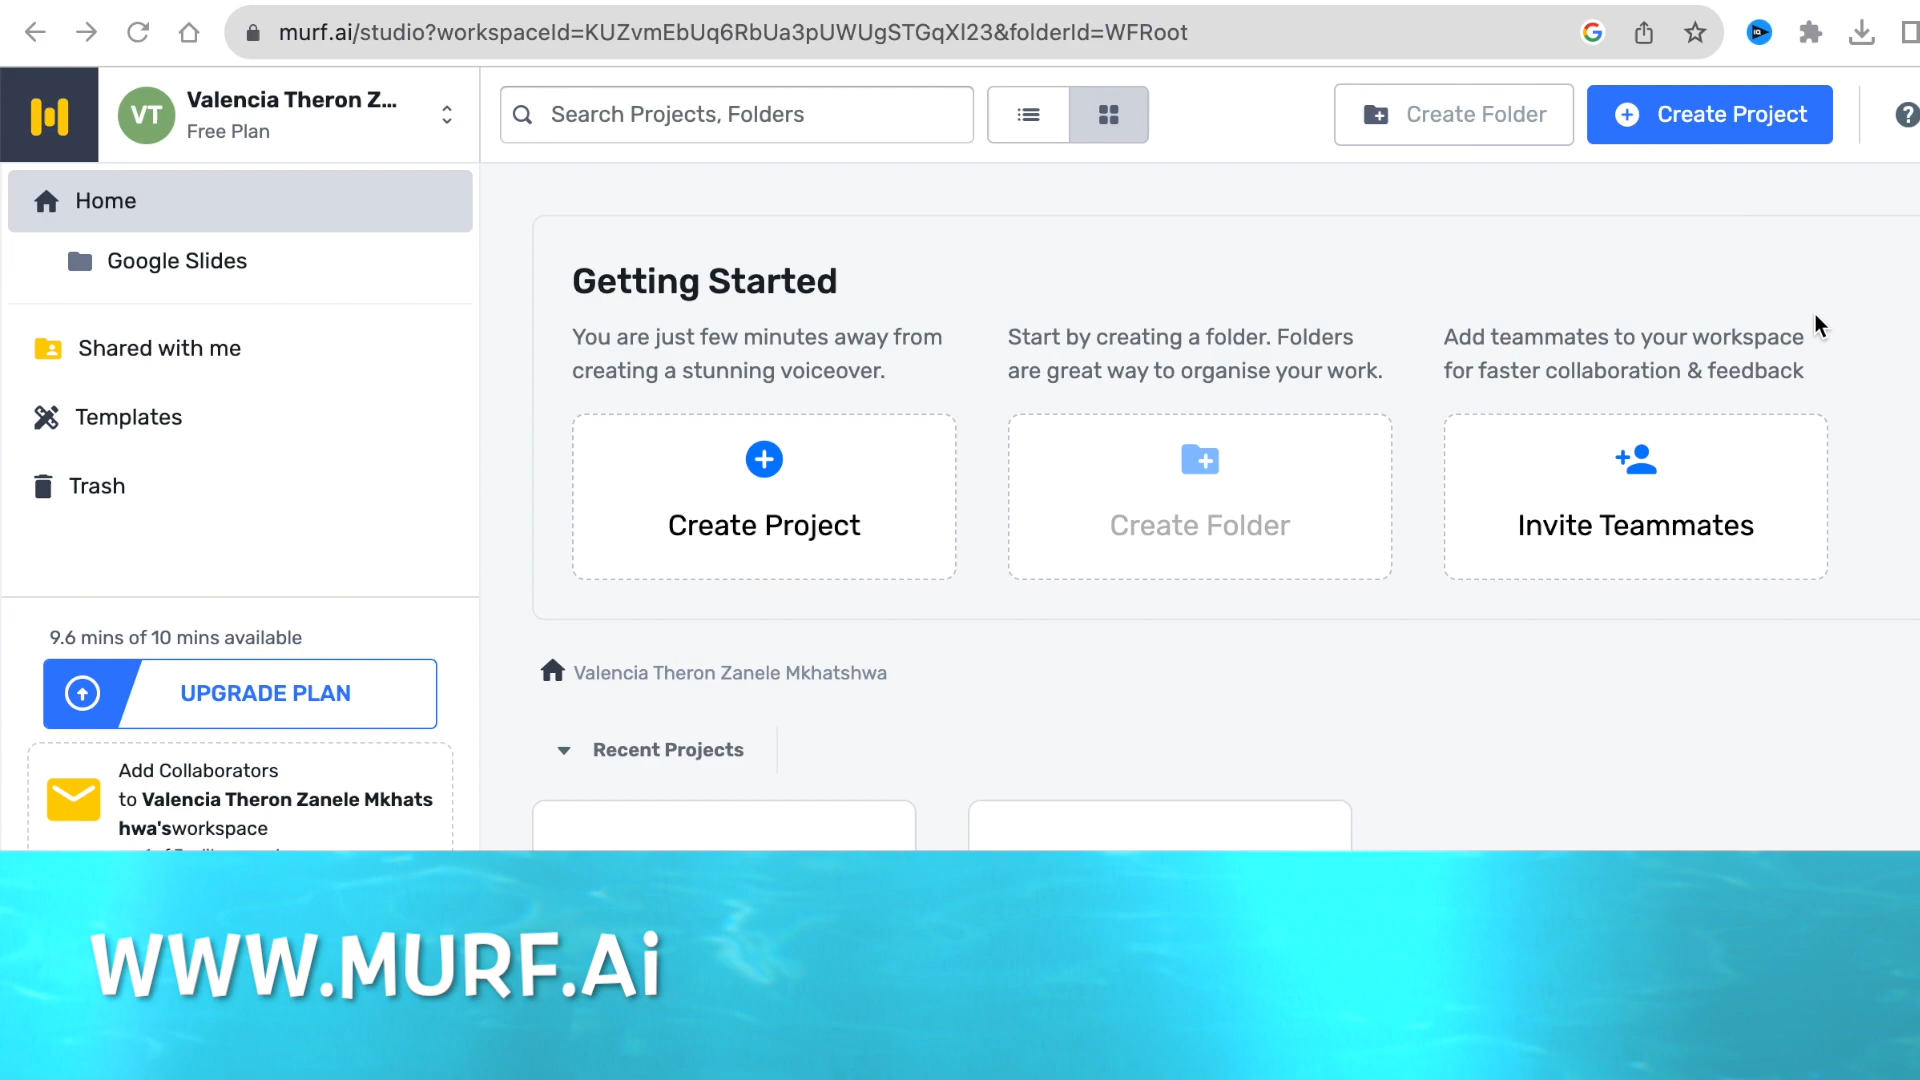 murf.ai/studio?workspaceId=KUZvmEbUq6RbUa3pUWUgSTGqXl23&folderId=WFRoot
VT
Valencia Theron Z...
Free Plan
Search Projects, Folders
Create Folder
Create Project
Home
Google Slides
Shared with me
Templates
Trash
9.6 mins of 10 mins available
UPGRADE PLAN
Add Collaborators
to Valencia Theron Zanele Mkhats
hwa'sworkspace
Getting Started
You are just few minutes away from
creating a stunning voiceover.
Create Project
Start by creating a folder. Folders
are great way to organise your work.
Create Folder
Add teammates to your workspace
for faster collaboration & feedback
Invite Teammates
Valencia Theron Zanele Mkhatshwa
Recent Projects
WWW.MURF.Ai